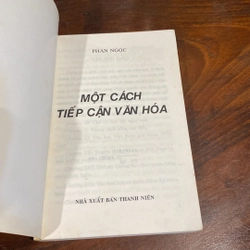 PHAN NGỌC
MỘT CÁCH
TIẾP CẬN VĂN HÓA
NHÀ XUẤT BẢN THANH NIÊN